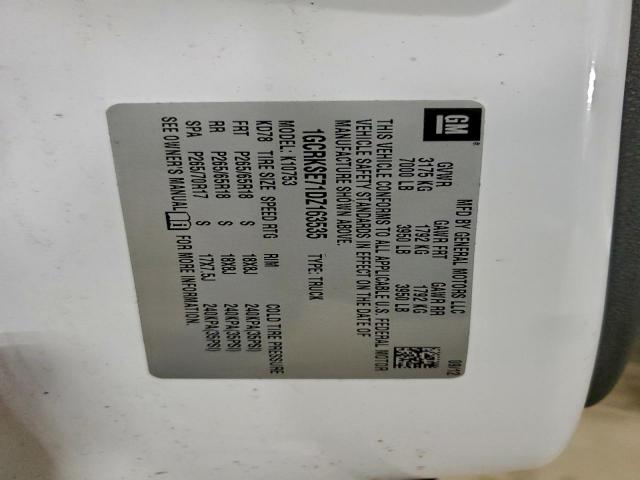 GM
MFD BY GENERAL MOTORS LLC 09/12
GVWR GAWR FRT GAWR RR
3175 KG 1792 KG 1792 KG
7000 LB 3950 LB 3950 LB
THIS VEHICLE CONFORMS TO ALL APPLICABLE U.S. FEDERAL MOTOR
VEHICLE SAFETY STANDARDS IN EFFECT ON THE DATE OF
MANUFACTURE SHOWN ABOVE.
1GCRKSE71DZ163535 TYPE: TRUCK
MODEL: K10753
KD78 TIRE SIZE SPEED RTG RIM COLD TIRE PRESSURE
FRT P265/65R18 S 18X8J 240KPA(35PSI)
RR P265/65R18 S 18X8J 240KPA(35PSI)
SPA P265/70R17 S 17X7.5J 240KPA(35PSI)
SEE OWNER'S MANUAL FOR MORE INFORMATION.